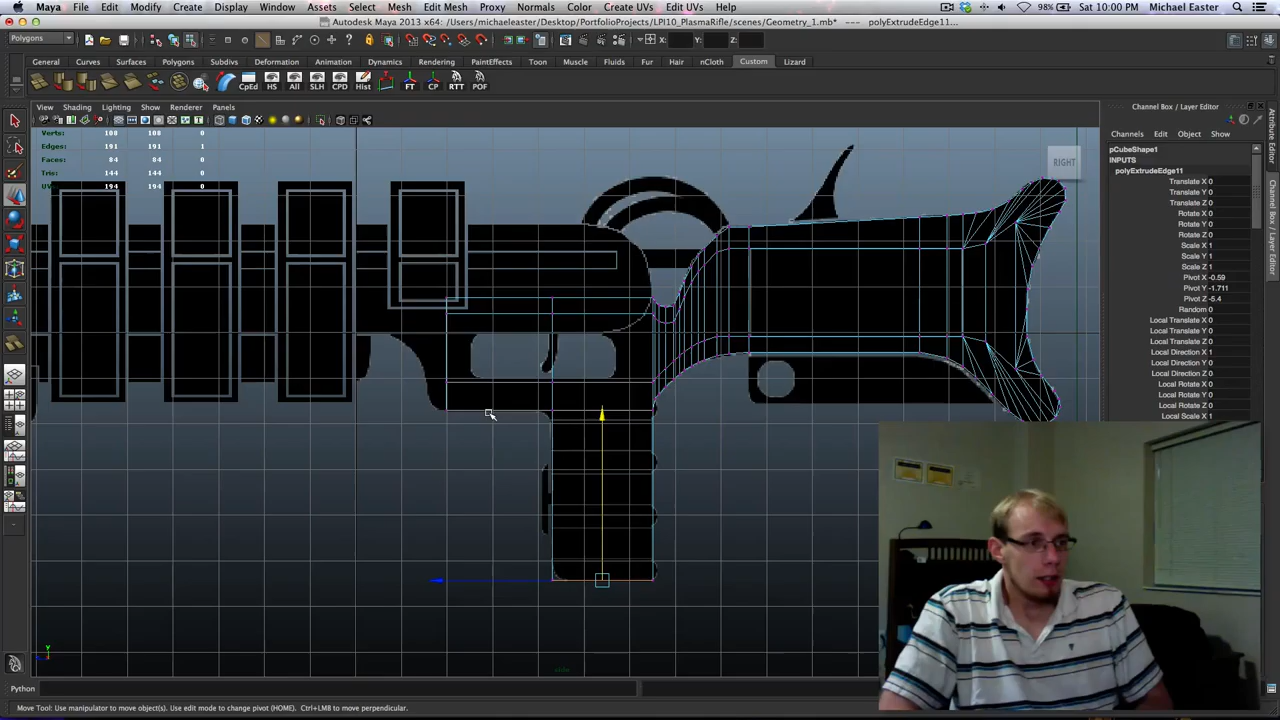 Maya File Edit Modify Create Display Window Assets Select Mesh Edit Mesh Proxy Normals Color Create UVs Edit UVs Help 98% Sat 10:00 PM Michael Easter
Autodesk Maya 2013 x64: /Users/michaeleaster/Desktop/PortfolioProjects/LPI10_PlasmaRifle/scenes/Geometry_1.mb* --- polyExtrudeEdge11...
Polygons X: Y: Z:
General Curves Surfaces Polygons Subdivs Deformation Animation Dynamics Rendering PaintEffects Toon Muscle Fluids Fur Hair nCloth Custom Lizard
CpEd HS All SLH CPD Hist FT CP RTT POF
View Shading Lighting Show Renderer Panels
Channel Box / Layer Editor
Verts: 108 108 0
Edges: 191 191 1
Faces: 84 84 0
Tris: 144 144 0
UV 194 194 0
RIGHT
Channels Edit Object Show
pCubeShape1
INPUTS
polyExtrudeEdge11
Translate X 0
Translate Y 0
Translate Z 0
Rotate X 0
Rotate Y 0
Rotate Z 0
Scale X 1
Scale Y 1
Scale Z 1
Pivot X -0.59
Pivot Y -1.711
Pivot Z -5.4
Random 0
Local Translate X 0
Local Translate Y 0
Local Translate Z 0
Local Direction X 1
Local Direction Y 0
Local Direction Z 0
Local Rotate X 0
Local Rotate Y 0
Local Rotate Z 0
Local Scale X 1
Attribute Editor
Channel Box / Layer Editor
Y
Z
side
Python
Move Tool: Use manipulator to move object(s). Use edit mode to change pivot (HOME). Ctrl+LMB to move perpendicular.